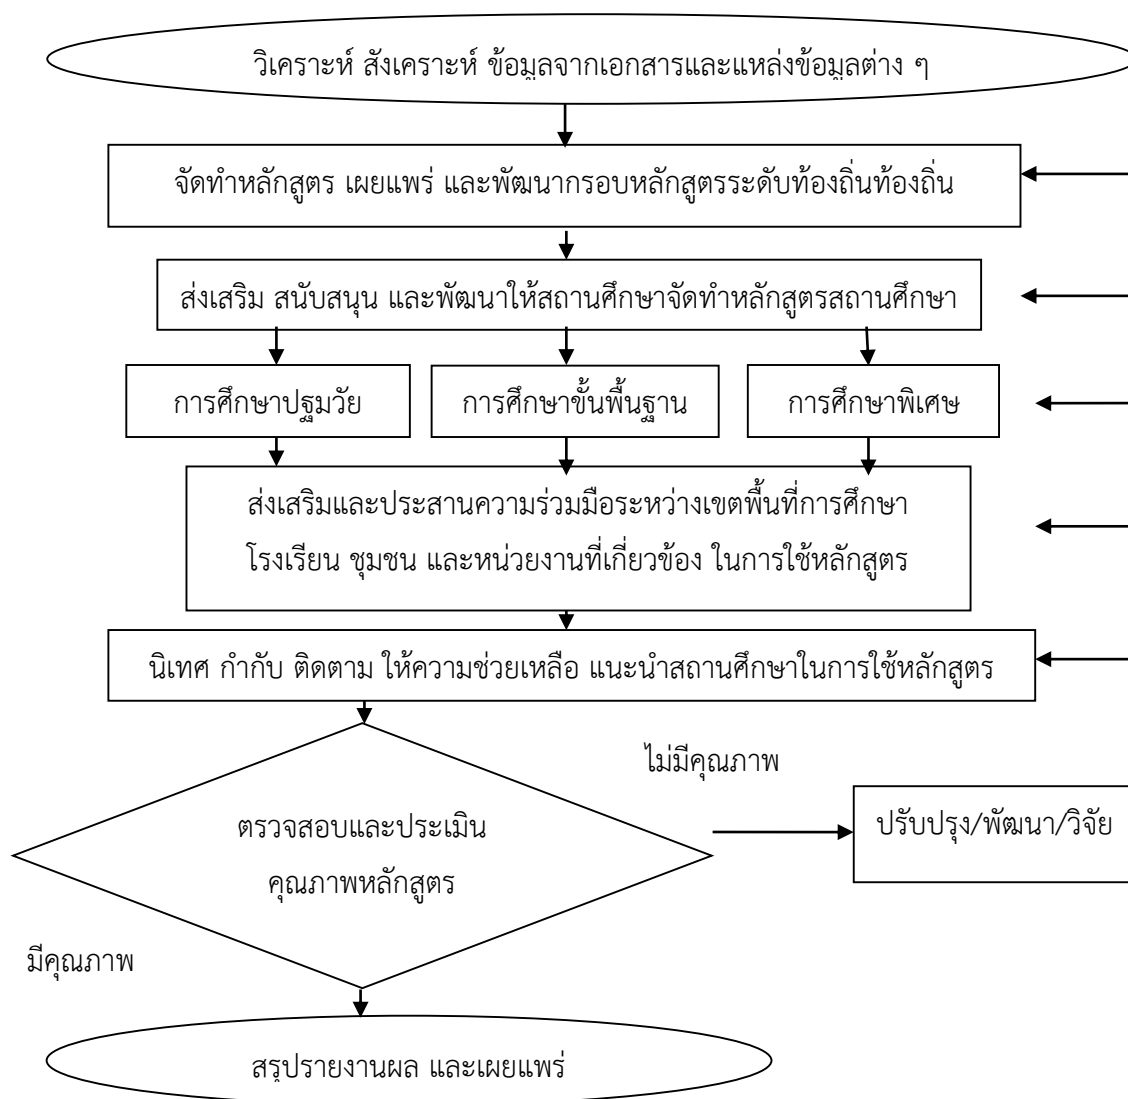 วิเคราะห์ สังเคราะห์ ข้อมูลจากเอกสารและแหล่งข้อมูลต่าง ๆ
จัดทำหลักสูตร เผยแพร่ และพัฒนากรอบหลักสูตรระดับท้องถิ่นท้องถิ่น
ส่งเสริม สนับสนุน และพัฒนาให้สถานศึกษาจัดทำหลักสูตรสถานศึกษา
การศึกษาปฐมวัย
การศึกษาขั้นพื้นฐาน
การศึกษาพิเศษ
ส่งเสริมและประสานความร่วมมือระหว่างเขตพื้นที่การศึกษา
โรงเรียน ชุมชน และหน่วยงานที่เกี่ยวข้อง ในการใช้หลักสูตร
นิเทศ กำกับ ติดตาม ให้ความช่วยเหลือ แนะนำสถานศึกษาในการใช้หลักสูตร
ไม่มีคุณภาพ
ปรับปรุง/พัฒนา/วิจัย
ตรวจสอบและประเมิน
คุณภาพหลักสูตร
มีคุณภาพ
สรุปรายงานผล และเผยแพร่